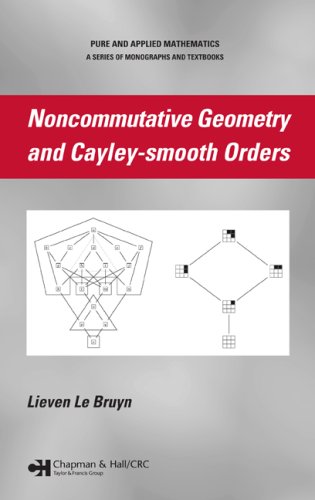 PURE AND APPLIED MATHEMATICS
A SERIES OF MONOGRAPHS AND TEXTBOOKS
Noncommutative Geometry
and Cayley-smooth Orders
Lieven Le Bruyn
Chapman & Hall/CRC
Taylor & Francis Group